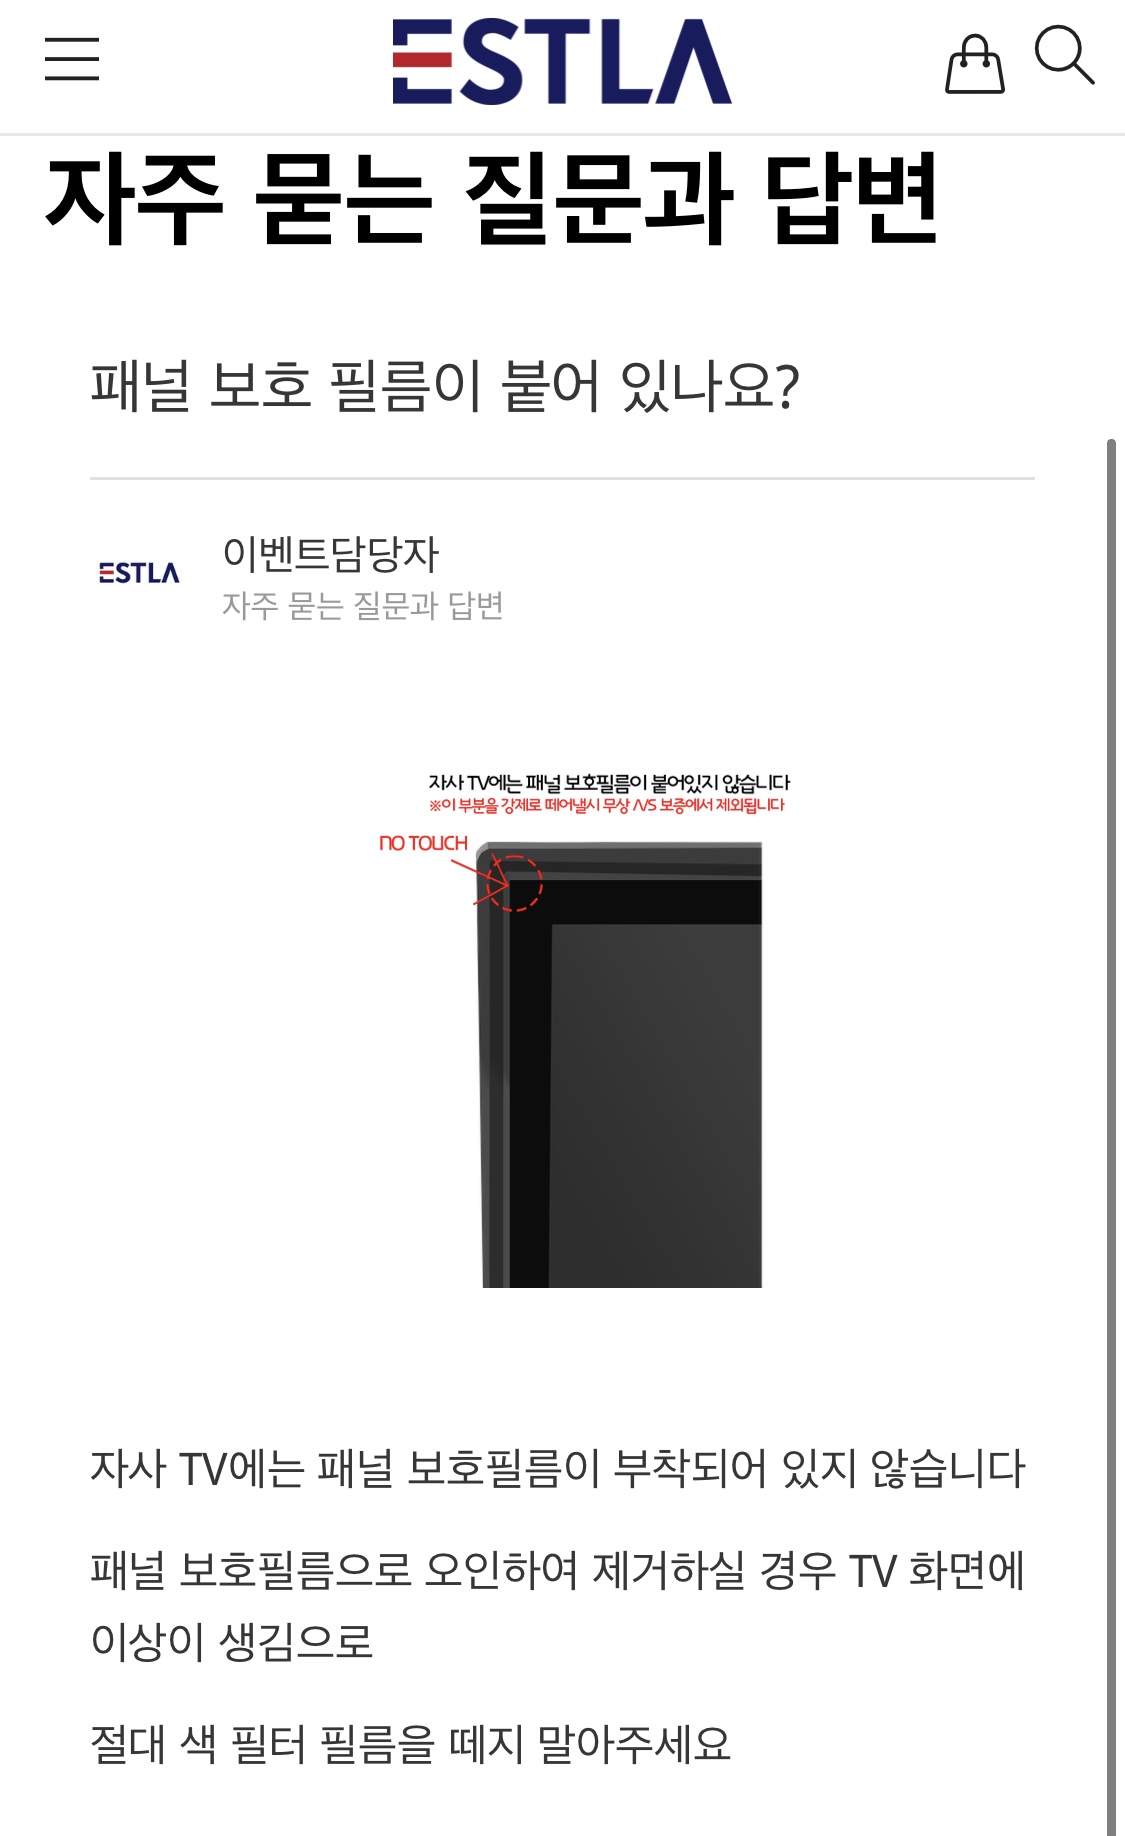 ESTLA
자주 묻는 질문과 답변
패널 보호 필름이 붙어 있나요?
ESTLA
이벤트담당자
자주 묻는 질문과 답변
자사 TV에는 패널 보호필름이 붙어있지 않습니다
※이 부분을 강제로 떼어낼시 무상 A/S 보증에서 제외됩니다
NO TOUCH
자사 TV에는 패널 보호필름이 부착되어 있지 않습니다
패널 보호필름으로 오인하여 제거하실 경우 TV 화면에
이상이 생김으로
절대 색 필터 필름을 떼지 말아주세요